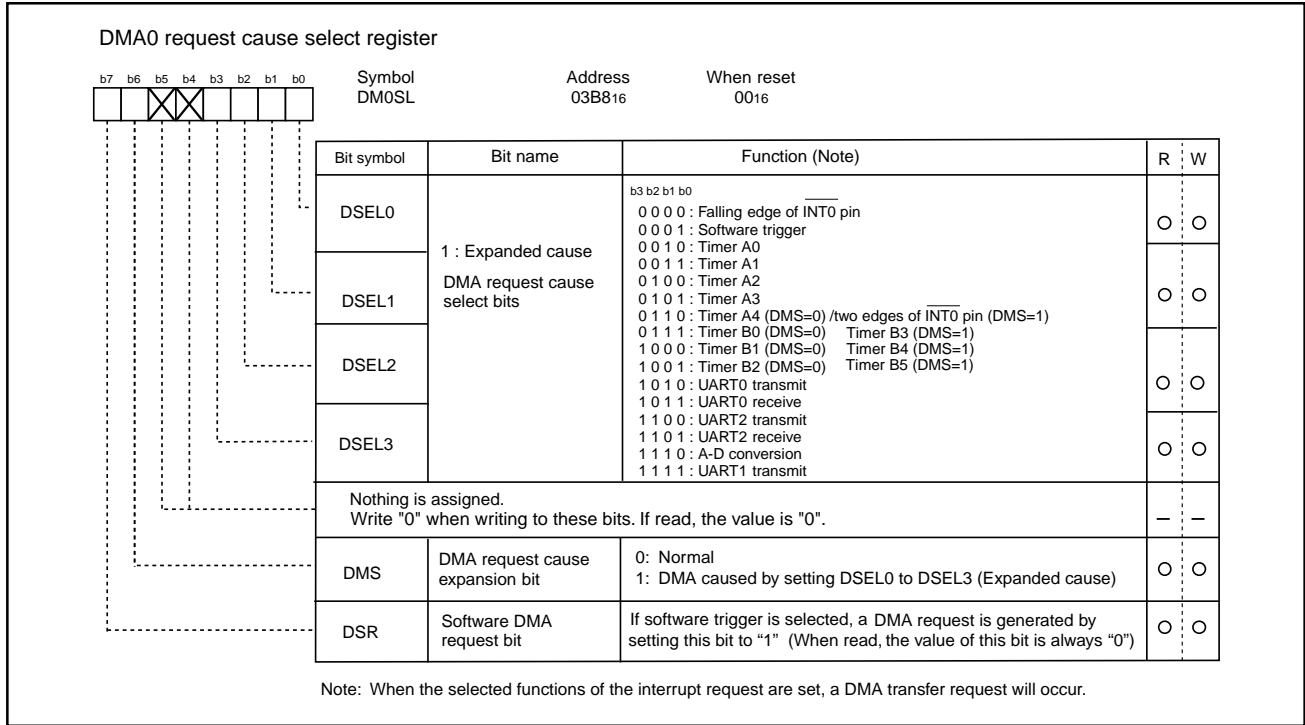 DMA0 request cause select register
b7 b6 b5 b4 b3 b2 b1 b0
Symbol Address When reset
DM0SL 03B816 0016
Bit symbol Bit name Function (Note) R W
DSEL0
DSEL1
DSEL2
DSEL3
1 : Expanded cause
DMA request cause
select bits
b3 b2 b1 b0
0 0 0 0 : Falling edge of INT0 pin
0 0 0 1 : Software trigger
0 0 1 0 : Timer A0
0 0 1 1 : Timer A1
0 1 0 0 : Timer A2
0 1 0 1 : Timer A3
0 1 1 0 : Timer A4 (DMS=0) /two edges of INT0 pin (DMS=1)
0 1 1 1 : Timer B0 (DMS=0) Timer B3 (DMS=1)
1 0 0 0 : Timer B1 (DMS=0) Timer B4 (DMS=1)
1 0 0 1 : Timer B2 (DMS=0) Timer B5 (DMS=1)
1 0 1 0 : UART0 transmit
1 0 1 1 : UART0 receive
1 1 0 0 : UART2 transmit
1 1 0 1 : UART2 receive
1 1 1 0 : A-D conversion
1 1 1 1 : UART1 transmit
Nothing is assigned.
Write "0" when writing to these bits. If read, the value is "0".
– –
DMS
DMA request cause
expansion bit
0: Normal
1: DMA caused by setting DSEL0 to DSEL3 (Expanded cause)
DSR
Software DMA
request bit
If software trigger is selected, a DMA request is generated by
setting this bit to “1” (When read, the value of this bit is always “0”)
Note: When the selected functions of the interrupt request are set, a DMA transfer request will occur.